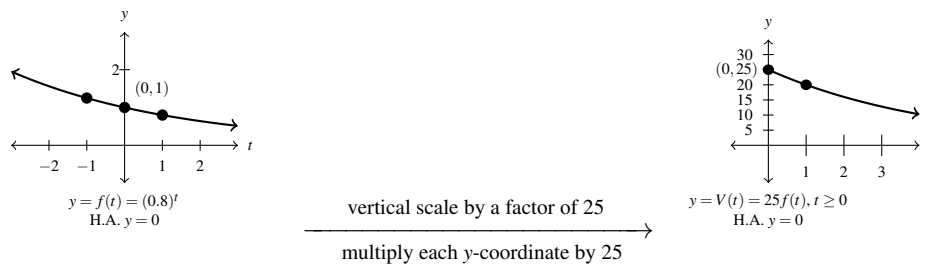 y
2
(0, 1)
t
−2 −1 1 2
y = f(t) = (0.8)^t
H.A. y = 0
vertical scale by a factor of 25
multiply each y-coordinate by 25
y
30
(0, 25)
20
15
10
5
1 2 3
y = V(t) = 25f(t), t ≥ 0
H.A. y = 0